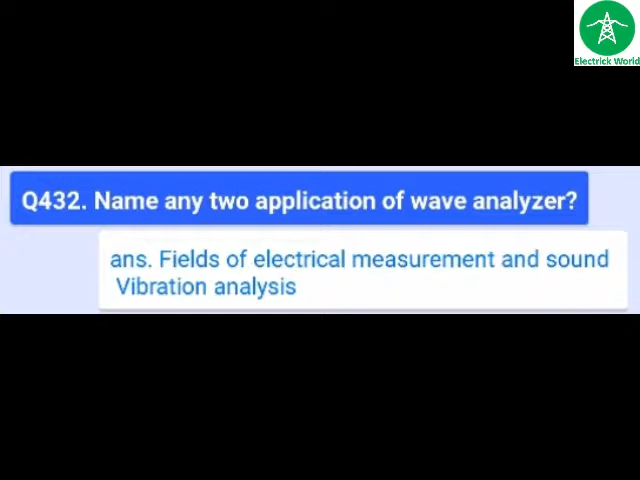 Electrick World
Q432. Name any two application of wave analyzer?
ans. Fields of electrical measurement and sound
Vibration analysis